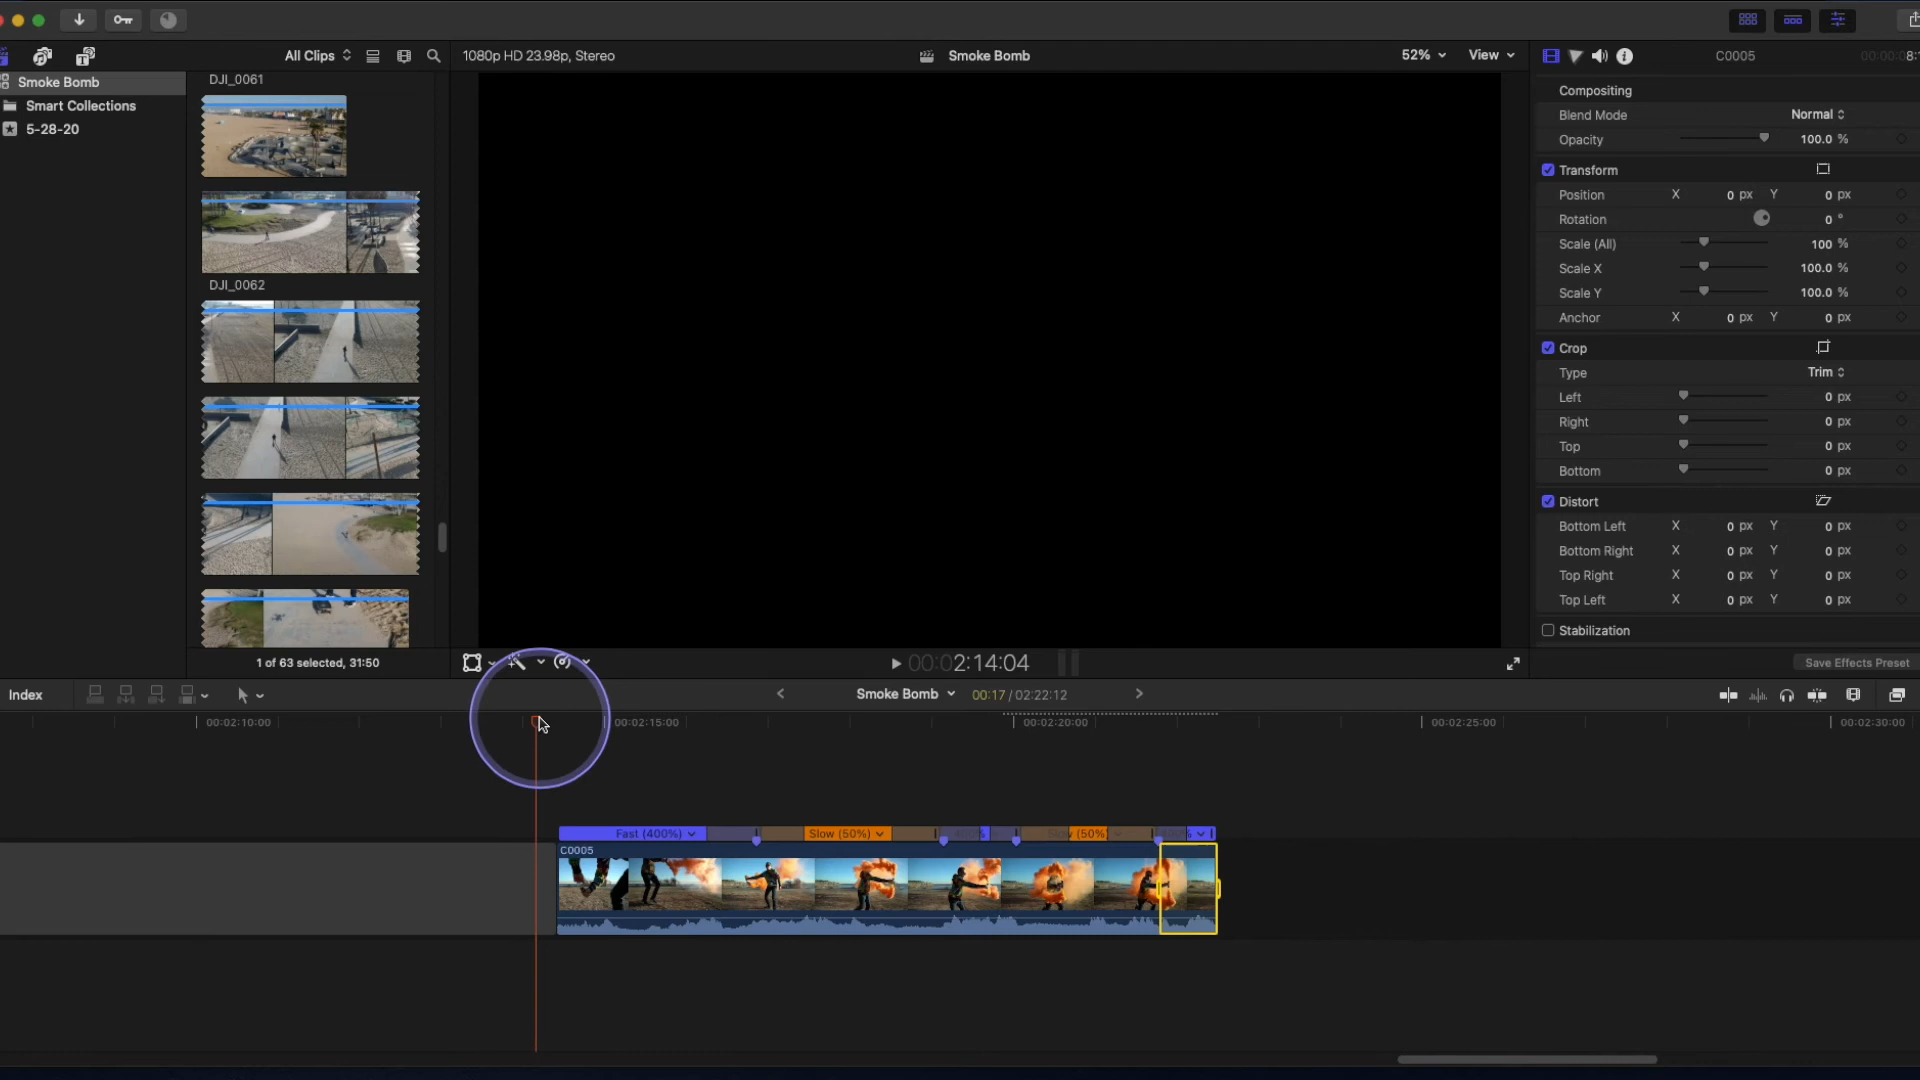 All Clips
1080p HD 23.98p, Stereo
Smoke Bomb
52%
View
C0005
Smoke Bomb
Smart Collections
5-28-20
DJI_0061
DJI_0062
1 of 63 selected, 31:50
00:00:02:14:04
Compositing
Blend Mode Normal
Opacity 100.0 %
Transform
Position X 0 px Y 0 px
Rotation 0 °
Scale (All) 100 %
Scale X 100.0 %
Scale Y 100.0 %
Anchor X 0 px Y 0 px
Crop
Type Trim
Left 0 px
Right 0 px
Top 0 px
Bottom 0 px
Distort
Bottom Left X 0 px Y 0 px
Bottom Right X 0 px Y 0 px
Top Right X 0 px Y 0 px
Top Left X 0 px Y 0 px
Stabilization
Save Effects Preset
Index
Smoke Bomb
00:17 / 02:22:12
00:02:10:00
00:02:15:00
00:02:20:00
00:02:25:00
00:02:30:00
Fast (400%)
Slow (50%)
(50%)
C0005